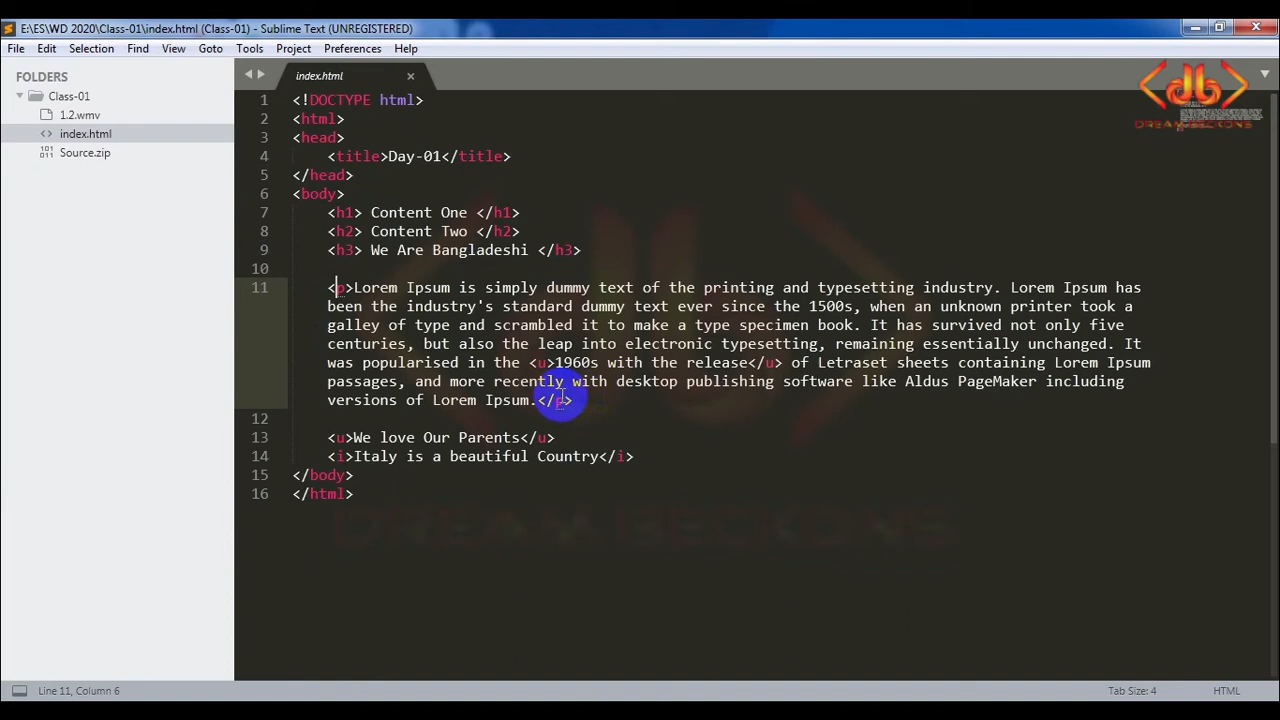 E:\ES\WD 2020\Class-01\index.html (Class-01) - Sublime Text (UNREGISTERED)
File Edit Selection Find View Goto Tools Project Preferences Help
FOLDERS
Class-01
1.2.wmv
index.html
Source.zip
index.html
DREAM BECKONS
1 <!DOCTYPE html>
2 <html>
3 <head>
4 <title>Day-01</title>
5 </head>
6 <body>
7 <h1> Content One </h1>
8 <h2> Content Two </h2>
9 <h3> We Are Bangladeshi </h3>
10
11 <p>Lorem Ipsum is simply dummy text of the printing and typesetting industry. Lorem Ipsum has
been the industry's standard dummy text ever since the 1500s, when an unknown printer took a
galley of type and scrambled it to make a type specimen book. It has survived not only five
centuries, but also the leap into electronic typesetting, remaining essentially unchanged. It
was popularised in the <u>1960s with the release</u> of Letraset sheets containing Lorem Ipsum
passages, and more recently with desktop publishing software like Aldus PageMaker including
versions of Lorem Ipsum.</p>
12
13 <u>We love Our Parents</u>
14 <i>Italy is a beautiful Country</i>
15 </body>
16 </html>
DREAM BECKONS
Line 11, Column 6
Tab Size: 4
HTML